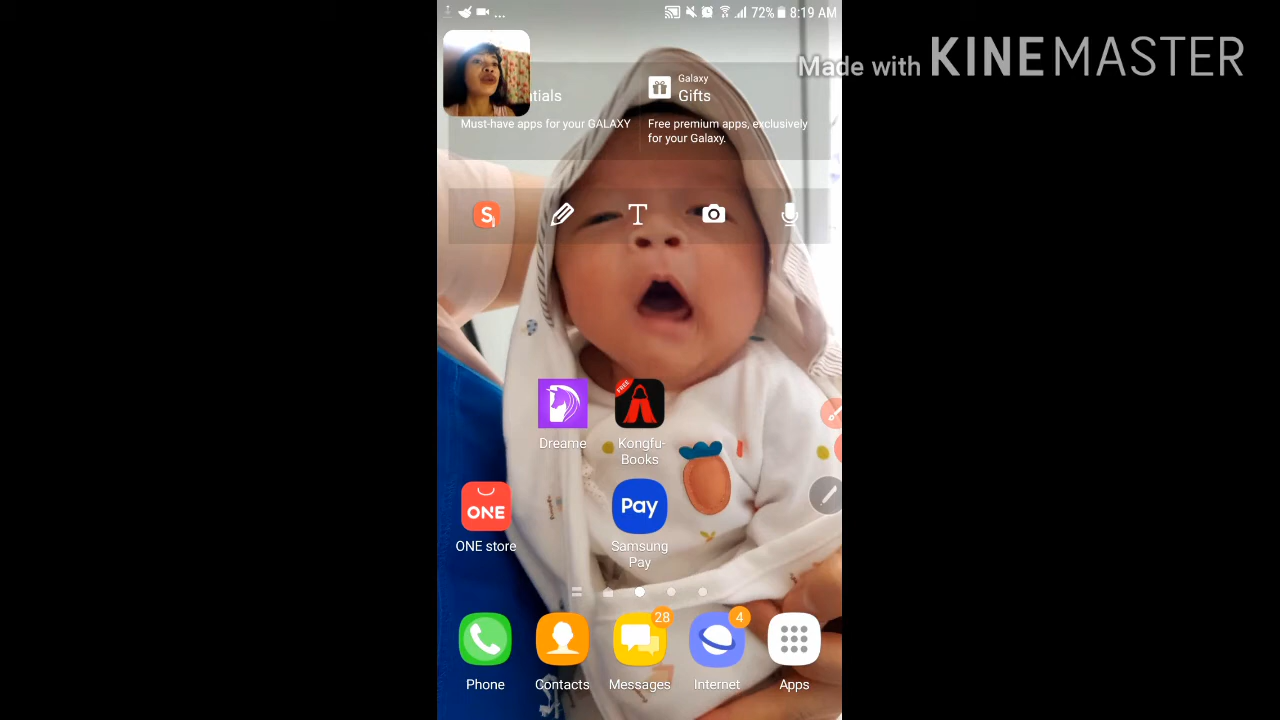 ... 72% 8:19 AM
Made with KINEMASTER
tials
Must-have apps for your GALAXY
Galaxy
Gifts
Free premium apps, exclusively
for your Galaxy.
S
T
Dreame
FREE
Kongfu-
Books
ONE
ONE store
Pay
Samsung
Pay
28
4
Phone
Contacts
Messages
Internet
Apps